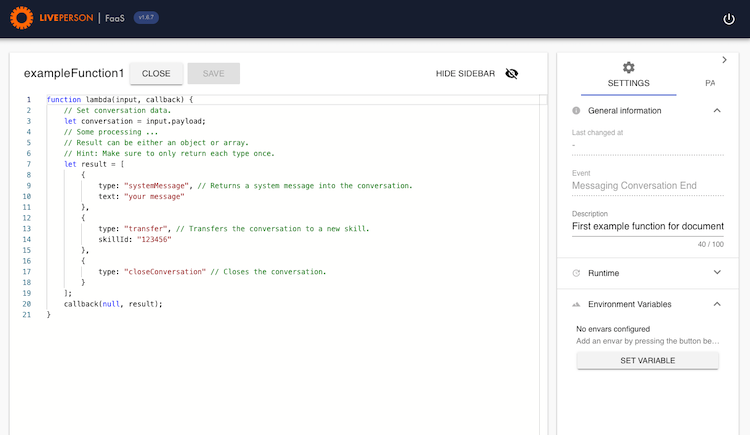 LIVEPERSON | FaaS v1.6.7
exampleFunction1 CLOSE SAVE HIDE SIDEBAR
1 function lambda(input, callback) {
2 // Set conversation data.
3 let conversation = input.payload;
4 // Some processing ...
5 // Result can be either an object or array.
6 // Hint: Make sure to only return each type once.
7 let result = [
8 {
9 type: "systemMessage", // Returns a system message into the conversation.
10 text: "your message"
11 },
12 {
13 type: "transfer", // Transfers the conversation to a new skill.
14 skillId: "123456"
15 },
16 {
17 type: "closeConversation" // Closes the conversation.
18 }
19 ];
20 callback(null, result);
21 }
SETTINGS PA
General information
Last changed at
-
Event
Messaging Conversation End
Description
First example function for document
40 / 100
Runtime
Environment Variables
No envars configured
Add an envar by pressing the button be...
SET VARIABLE